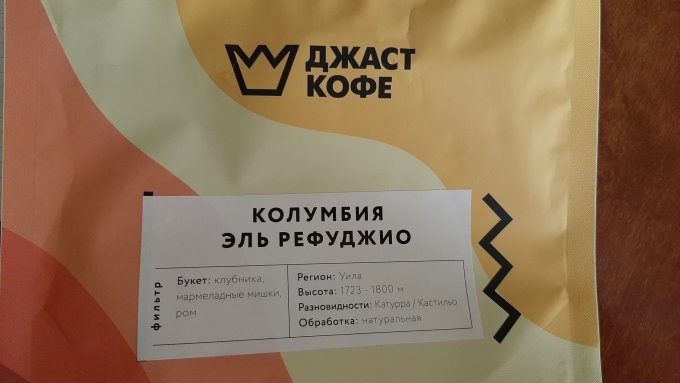 ДЖАСТ
КОФЕ
КОЛУМБИЯ
ЭЛЬ РЕФУДЖИО
фильтр
Букет: клубника,
мармеладные мишки,
ром
Регион: Уила
Высота: 1723 - 1800 м
Разновидности: Катурра / Кастильо
Обработка: натуральная